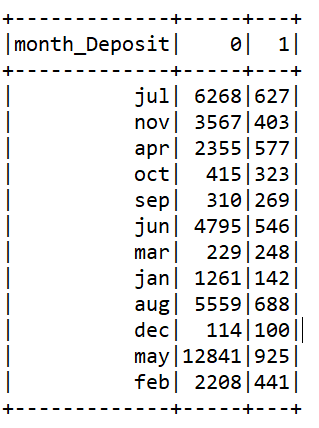 +-------------+-----+---+
|month_Deposit|    0|  1|
+-------------+-----+---+
|          jul| 6268|627|
|          nov| 3567|403|
|          apr| 2355|577|
|          oct|  415|323|
|          sep|  310|269|
|          jun| 4795|546|
|          mar|  229|248|
|          jan| 1261|142|
|          aug| 5559|688|
|          dec|  114|100|
|          may|12841|925|
|          feb| 2208|441|
+-------------+-----+---+